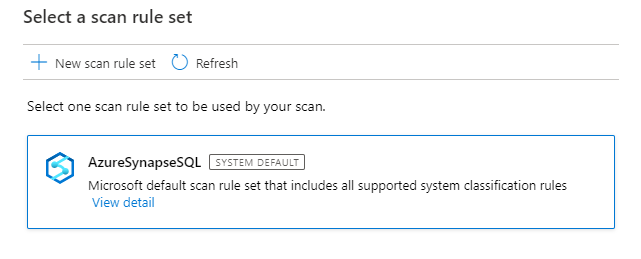 Select a scan rule set
New scan rule set Refresh
Select one scan rule set to be used by your scan.
AzureSynapseSQL SYSTEM DEFAULT
Microsoft default scan rule set that includes all supported system classification rules
View detail